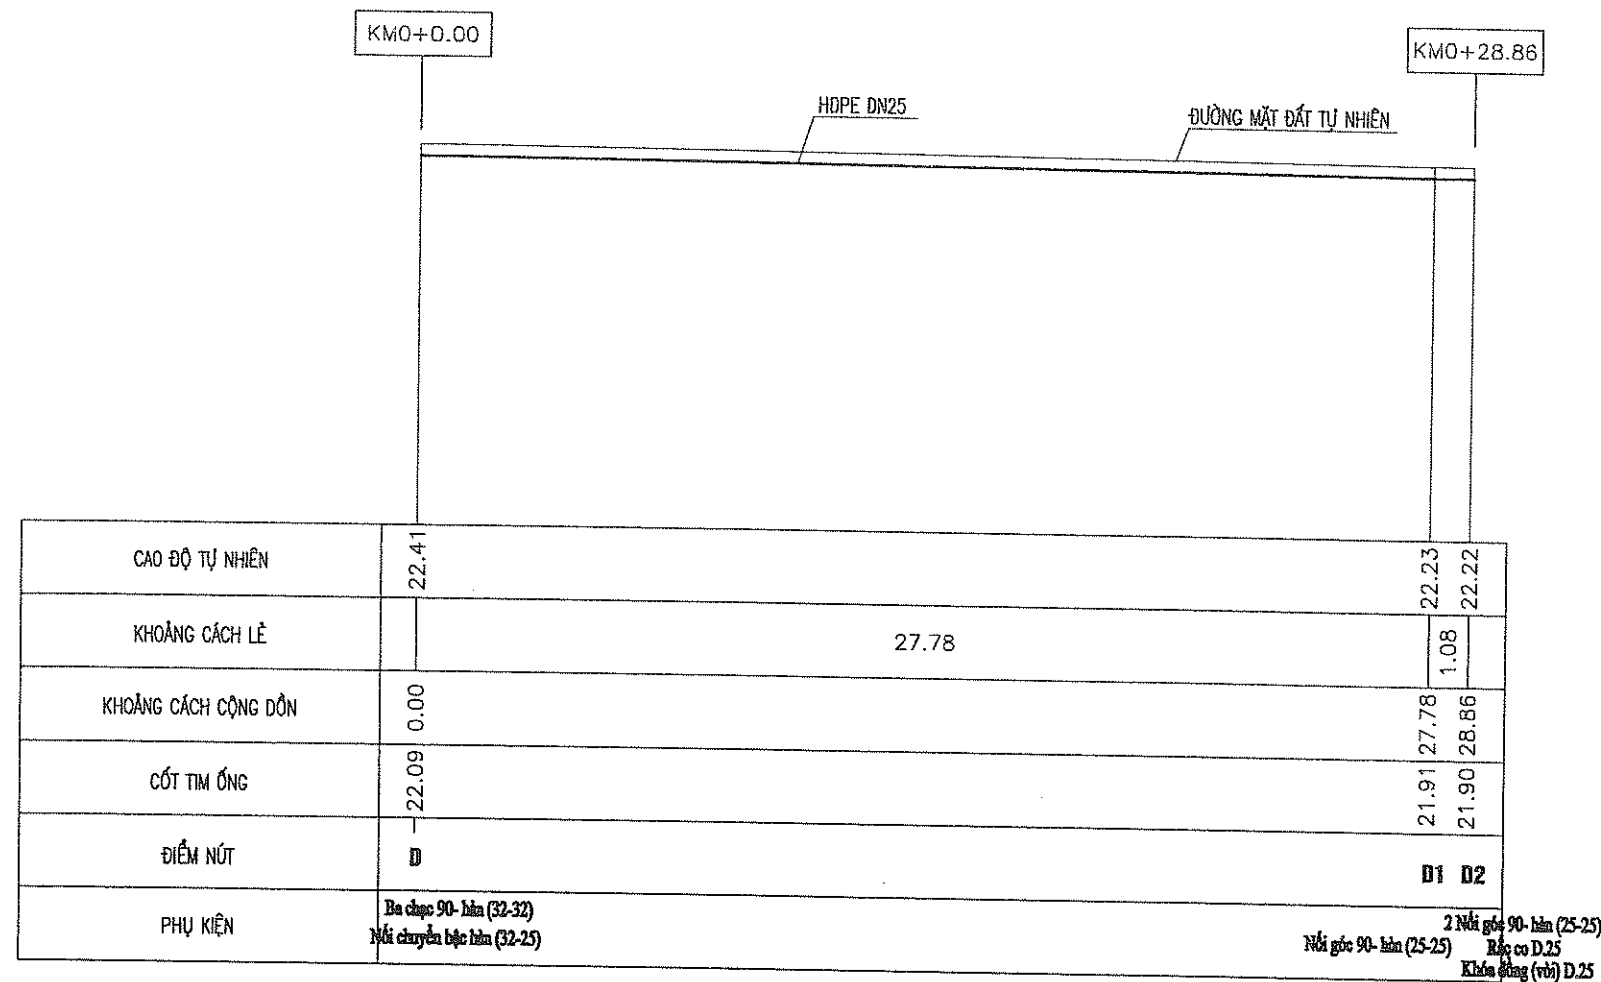 KM0+0.00
KM0+28.86
HDPE DN25
ĐƯỜNG MẶT ĐẤT TỰ NHIÊN
CAO ĐỘ TỰ NHIÊN
22.41
22.23
22.22
KHOẢNG CÁCH LẺ
27.78
1.08
KHOẢNG CÁCH CỘNG DỒN
0.00
27.78
28.86
CỐT TIM ỐNG
22.09
21.91
21.90
ĐIỂM NÚT
D
D1
D2
PHỤ KIỆN
Ba chạc 90- hàn (32-32)
Nối chuyển bậc hàn (32-25)
Nối góc 90- hàn (25-25)
2 Nối góc 90- hàn (25-25)
Rắc co D.25
Khóa đồng (vòi) D.25